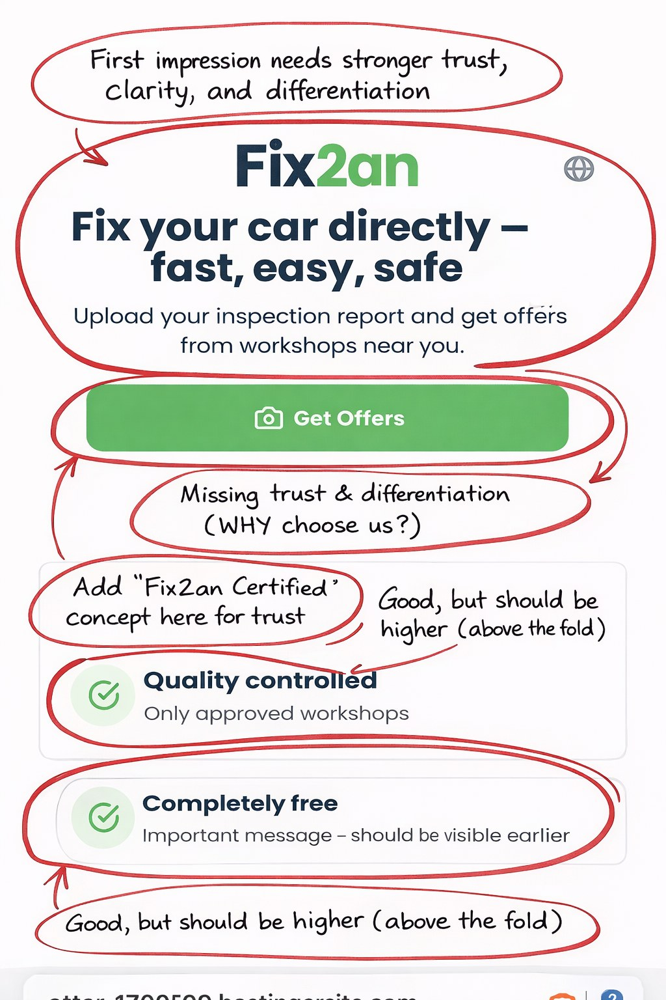 First impression needs stronger trust,
Clarity, and differentiation
Fix2an
Fix your car directly –
fast, easy, safe
Upload your inspection report and get offers
from workshops near you.
Get Offers
Missing trust & differentiation
(WHY choose us?)
Add "Fix2an Certified"
concept here for trust
Good, but should be
higher (above the fold)
Quality controlled
Only approved workshops
Completely free
Important message – should be visible earlier
Good, but should be higher (above the fold)
2